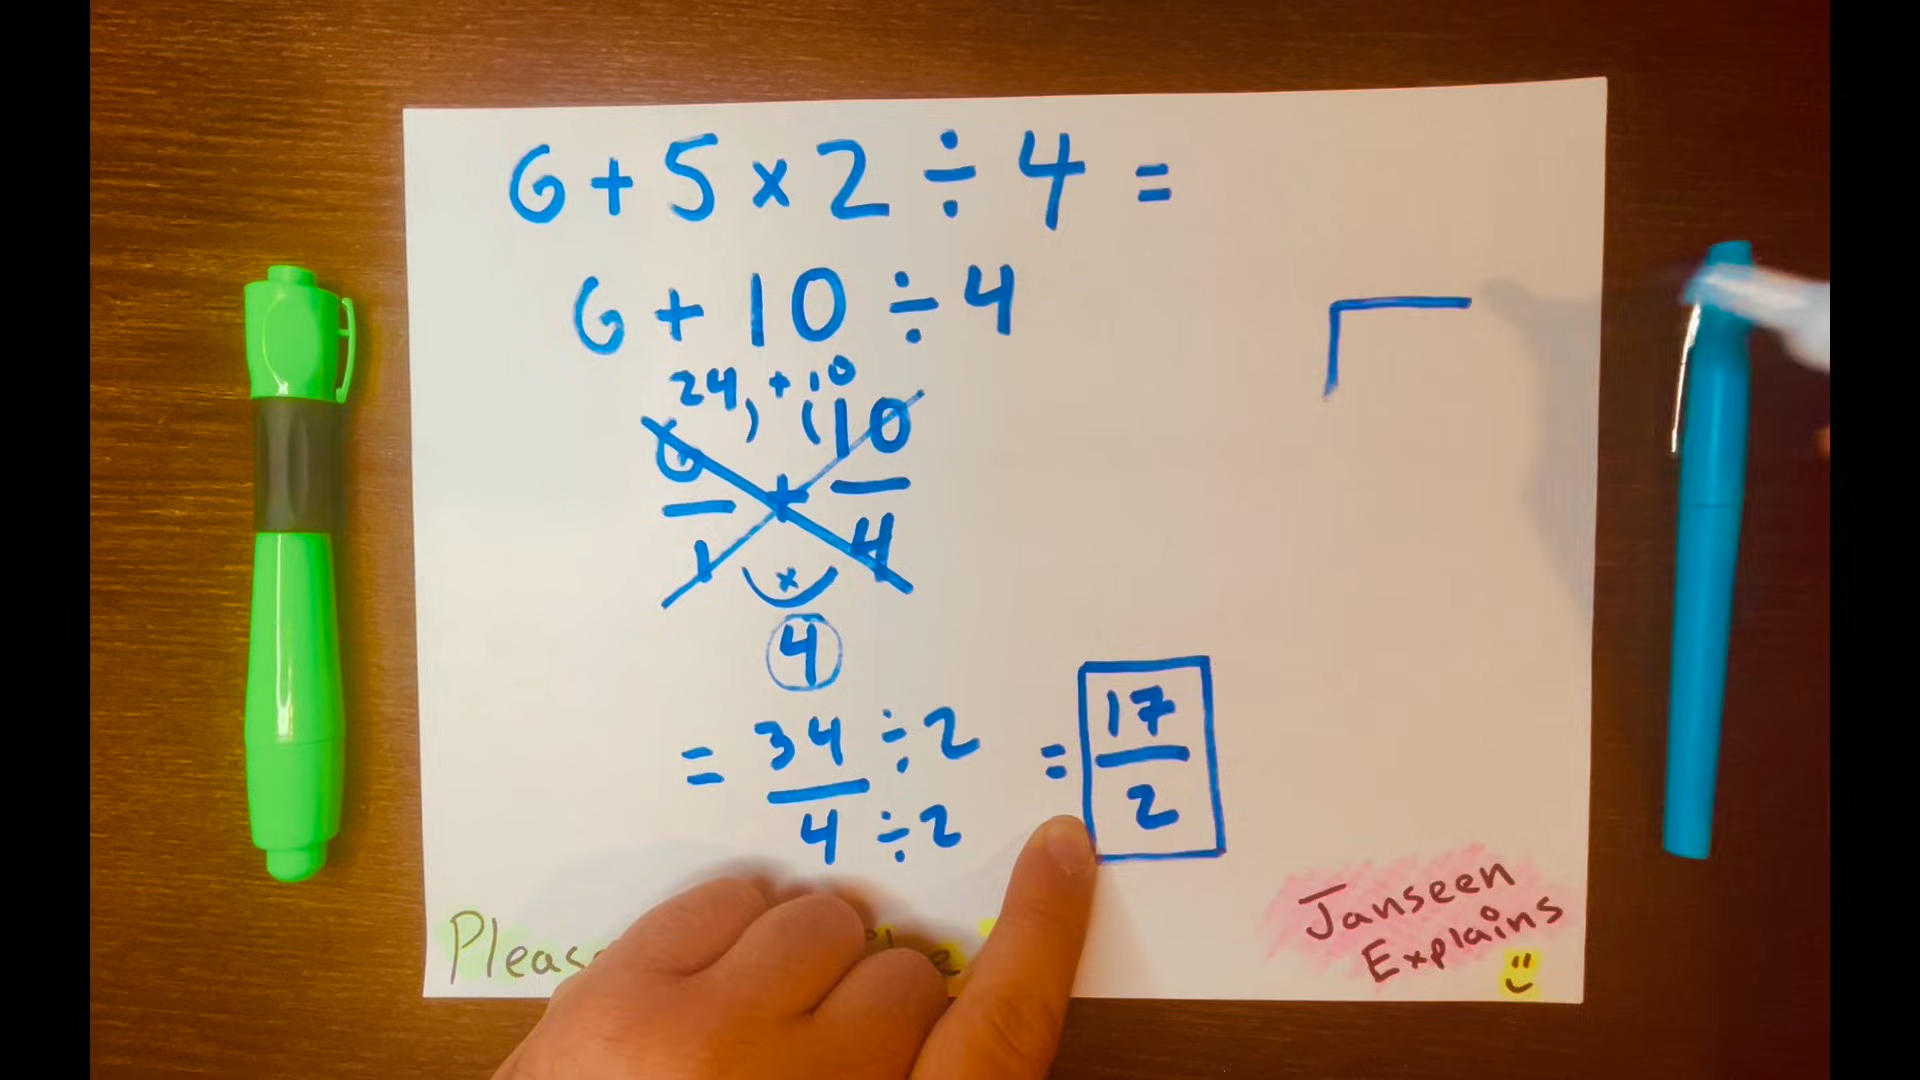 6 + 5 × 2 ÷ 4 =
6 + 10 ÷ 4
24, + 10
6 ) ( 10
+
1 4
×
4
= 34 ÷ 2 = 17
4 ÷ 2 2
Janseen
Explains